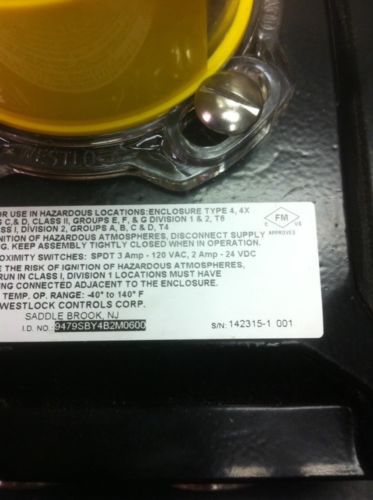 WESTLOCK
OR USE IN HAZARDOUS LOCATIONS: ENCLOSURE TYPE 4, 4X
C & D, CLASS II, GROUPS E, F, & G DIVISION 1 & 2, T6
I, DIVISION 2, GROUPS A, B, C & D, T4
NITION OF HAZARDOUS ATMOSPHERES, DISCONNECT SUPPLY
G. KEEP ASSEMBLY TIGHTLY CLOSED WHEN IN OPERATION.
OXIMITY SWITCHES: SPDT 3 Amp - 120 VAC, 2 Amp - 24 VDC
E THE RISK OF IGNITION OF HAZARDOUS ATMOSPHERES,
RUN IN CLASS I, DIVISION 1 LOCATIONS MUST HAVE
NG CONNECTED ADJACENT TO THE ENCLOSURE.
TEMP. OP. RANGE: -40° to 140° F
WESTLOCK CONTROLS CORP.
SADDLE BROOK, NJ
I.D. NO.: 9479SBY4B2M0600
S/N: 142315-1 001
FM
C US
APPROVED